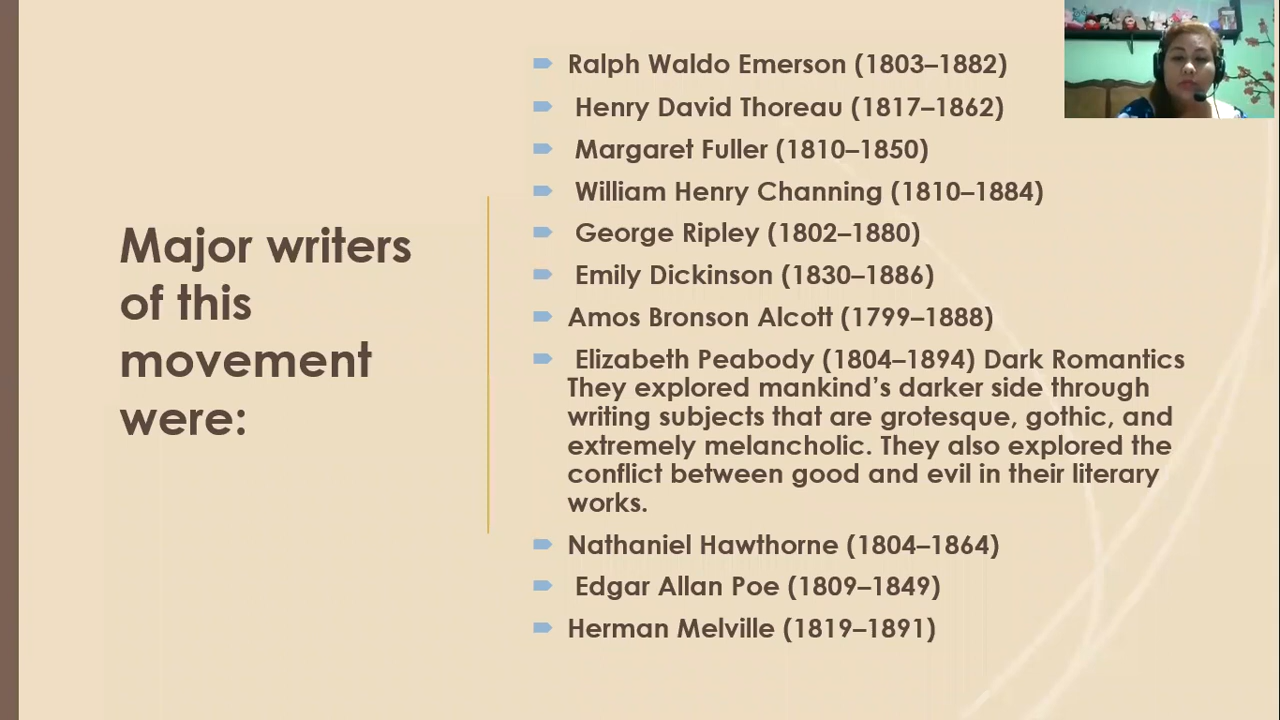 Major writers
of this
movement
were:
Ralph Waldo Emerson (1803–1882)
Henry David Thoreau (1817–1862)
Margaret Fuller (1810–1850)
William Henry Channing (1810–1884)
George Ripley (1802–1880)
Emily Dickinson (1830–1886)
Amos Bronson Alcott (1799–1888)
Elizabeth Peabody (1804–1894) Dark Romantics
They explored mankind’s darker side through
writing subjects that are grotesque, gothic, and
extremely melancholic. They also explored the
conflict between good and evil in their literary
works.
Nathaniel Hawthorne (1804–1864)
Edgar Allan Poe (1809–1849)
Herman Melville (1819–1891)